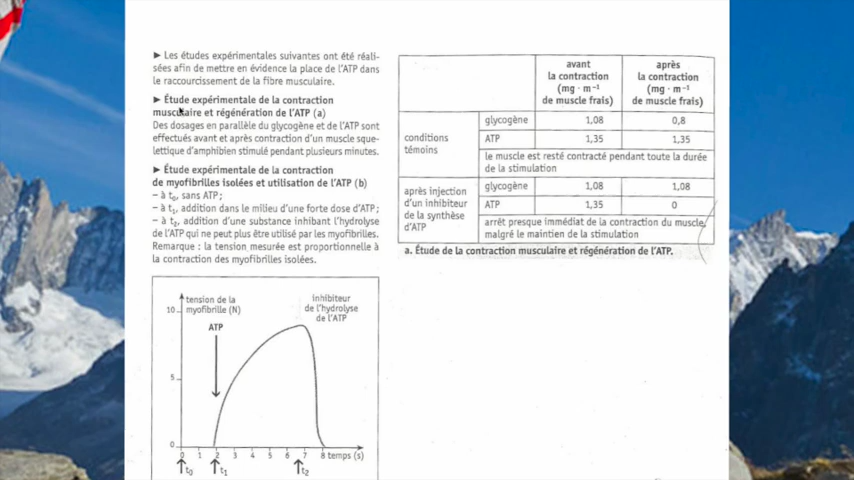 ► Les études expérimentales suivantes ont été réali-
sées afin de mettre en évidence la place de l'ATP dans
le raccourcissement de la fibre musculaire.
► Étude expérimentale de la contraction
musculaire et régénération de l'ATP (a)
Des dosages en parallèle du glycogène et de l'ATP sont
effectués avant et après contraction d'un muscle sque-
lettique d'amphibien stimulé pendant plusieurs minutes.
► Étude expérimentale de la contraction
de myofibrilles isolées et utilisation de l'ATP (b)
– à t₀, sans ATP ;
– à t₁, addition dans le milieu d'une forte dose d'ATP ;
– à t₂, addition d'une substance inhibant l'hydrolyse
de l'ATP qui ne peut plus être utilisé par les myofibrilles.
Remarque : la tension mesurée est proportionnelle à
la contraction des myofibrilles isolées.
tension de la
myofibrille (N)
inhibiteur
de l'hydrolyse
de l'ATP
ATP
10
5
0
0 1 2 3 4 5 6 7 8 temps (s)
t₀ t₁ t₂
avant
la contraction
(mg · m⁻¹
de muscle frais)
après
la contraction
(mg · m⁻¹
de muscle frais)
conditions
témoins
glycogène 1,08 0,8
ATP 1,35 1,35
le muscle est resté contracté pendant toute la durée
de la stimulation
après injection
d'un inhibiteur
de la synthèse
d'ATP
glycogène 1,08 1,08
ATP 1,35 0
arrêt presque immédiat de la contraction du muscle,
malgré le maintien de la stimulation
a. Étude de la contraction musculaire et régénération de l'ATP.